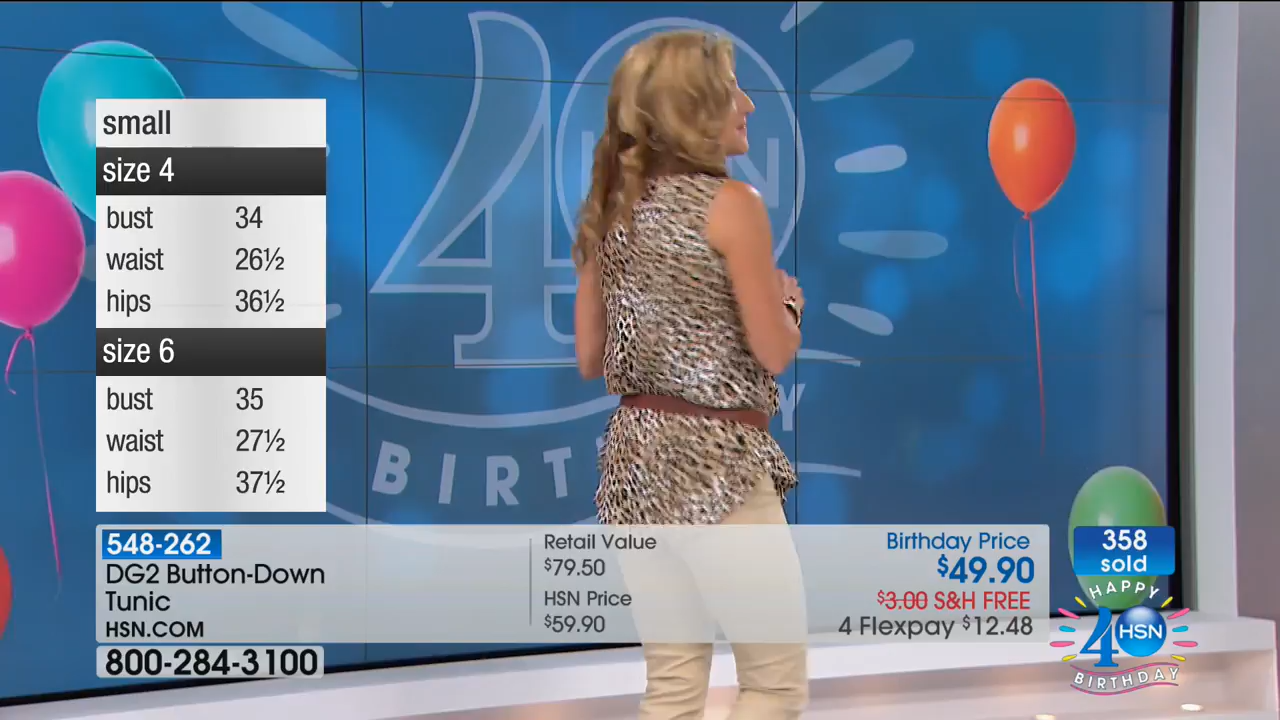 40
HSN
BIRTHDAY
small
size 4
bust 34
waist 26½
hips 36½
size 6
bust 35
waist 27½
hips 37½
548-262
DG2 Button-Down
Tunic
HSN.COM
800-284-3100
Retail Value
$79.50
HSN Price
$59.90
Birthday Price
$49.90
$3.00 S&H FREE
4 Flexpay $12.48
358
sold
HAPPY
40
HSN
BIRTHDAY